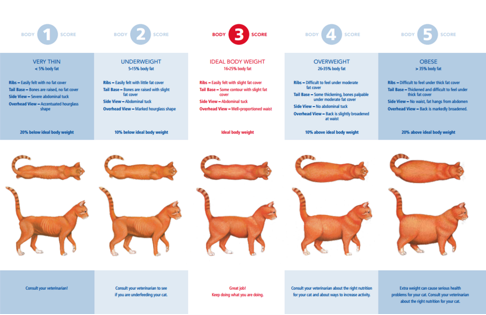 BODY 1 SCORE
VERY THIN
< 5% body fat
Ribs – Easily felt with no fat cover
Tail Base – Bones are raised, no fat cover
Side View – Severe abdominal tuck
Overhead View – Accentuated hourglass
shape
20% below ideal body weight
Consult your veterinarian!
BODY 2 SCORE
UNDERWEIGHT
5-15% body fat
Ribs – Easily felt with little fat cover
Tail Base – Bones are raised with slight
fat cover
Side View – Abdominal tuck
Overhead View – Marked hourglass shape
10% below ideal body weight
Consult your veterinarian to see
if you are underfeeding your cat.
BODY 3 SCORE
IDEAL BODY WEIGHT
16-25% body fat
Ribs – Easily felt with slight fat cover
Tail Base – Some contour with slight fat
cover
Side View – Abdominal tuck
Overhead View – Well-proportioned waist
Ideal body weight
Great job!
Keep doing what you are doing.
BODY 4 SCORE
OVERWEIGHT
26-35% body fat
Ribs – Difficult to feel under moderate
fat cover
Tail Base – Some thickening, bones palpable
under moderate fat cover
Side View – No abdominal tuck
Overhead View – Back is slightly broadened
at waist
10% above ideal body weight
Consult your veterinarian about the right nutrition
for your cat and about ways to increase activity.
BODY 5 SCORE
OBESE
> 35% body fat
Ribs – Difficult to feel under thick fat cover
Tail Base – Thickened and difficult to feel under
thick fat cover
Side View – No waist, fat hangs from abdomen
Overhead View – Back is markedly broadened.
20% above ideal body weight
Extra weight can cause serious health
problems for your cat. Consult your veterinarian
about the right nutrition for your cat.